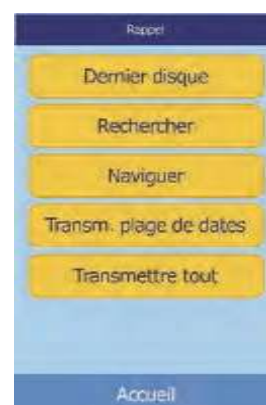 Rappel
Dernier disque
Rechercher
Naviguer
Transm. plage de dates
Transmettre tout
Accueil